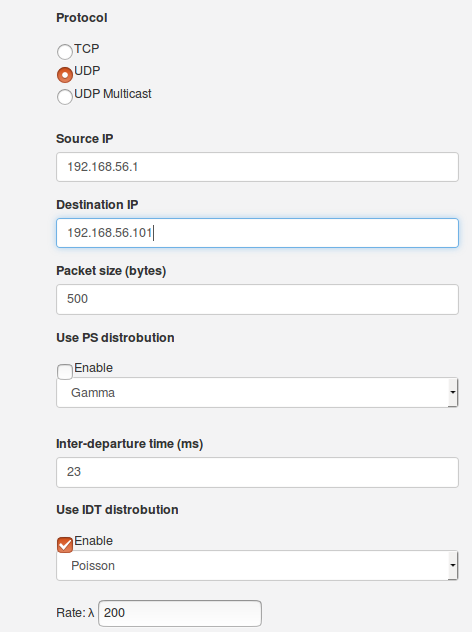 Protocol
TCP
UDP
UDP Multicast
Source IP
192.168.56.1
Destination IP
192.168.56.101
Packet size (bytes)
500
Use PS distrobution
Enable
Gamma
Inter-departure time (ms)
23
Use IDT distrobution
Enable
Poisson
Rate: λ 200